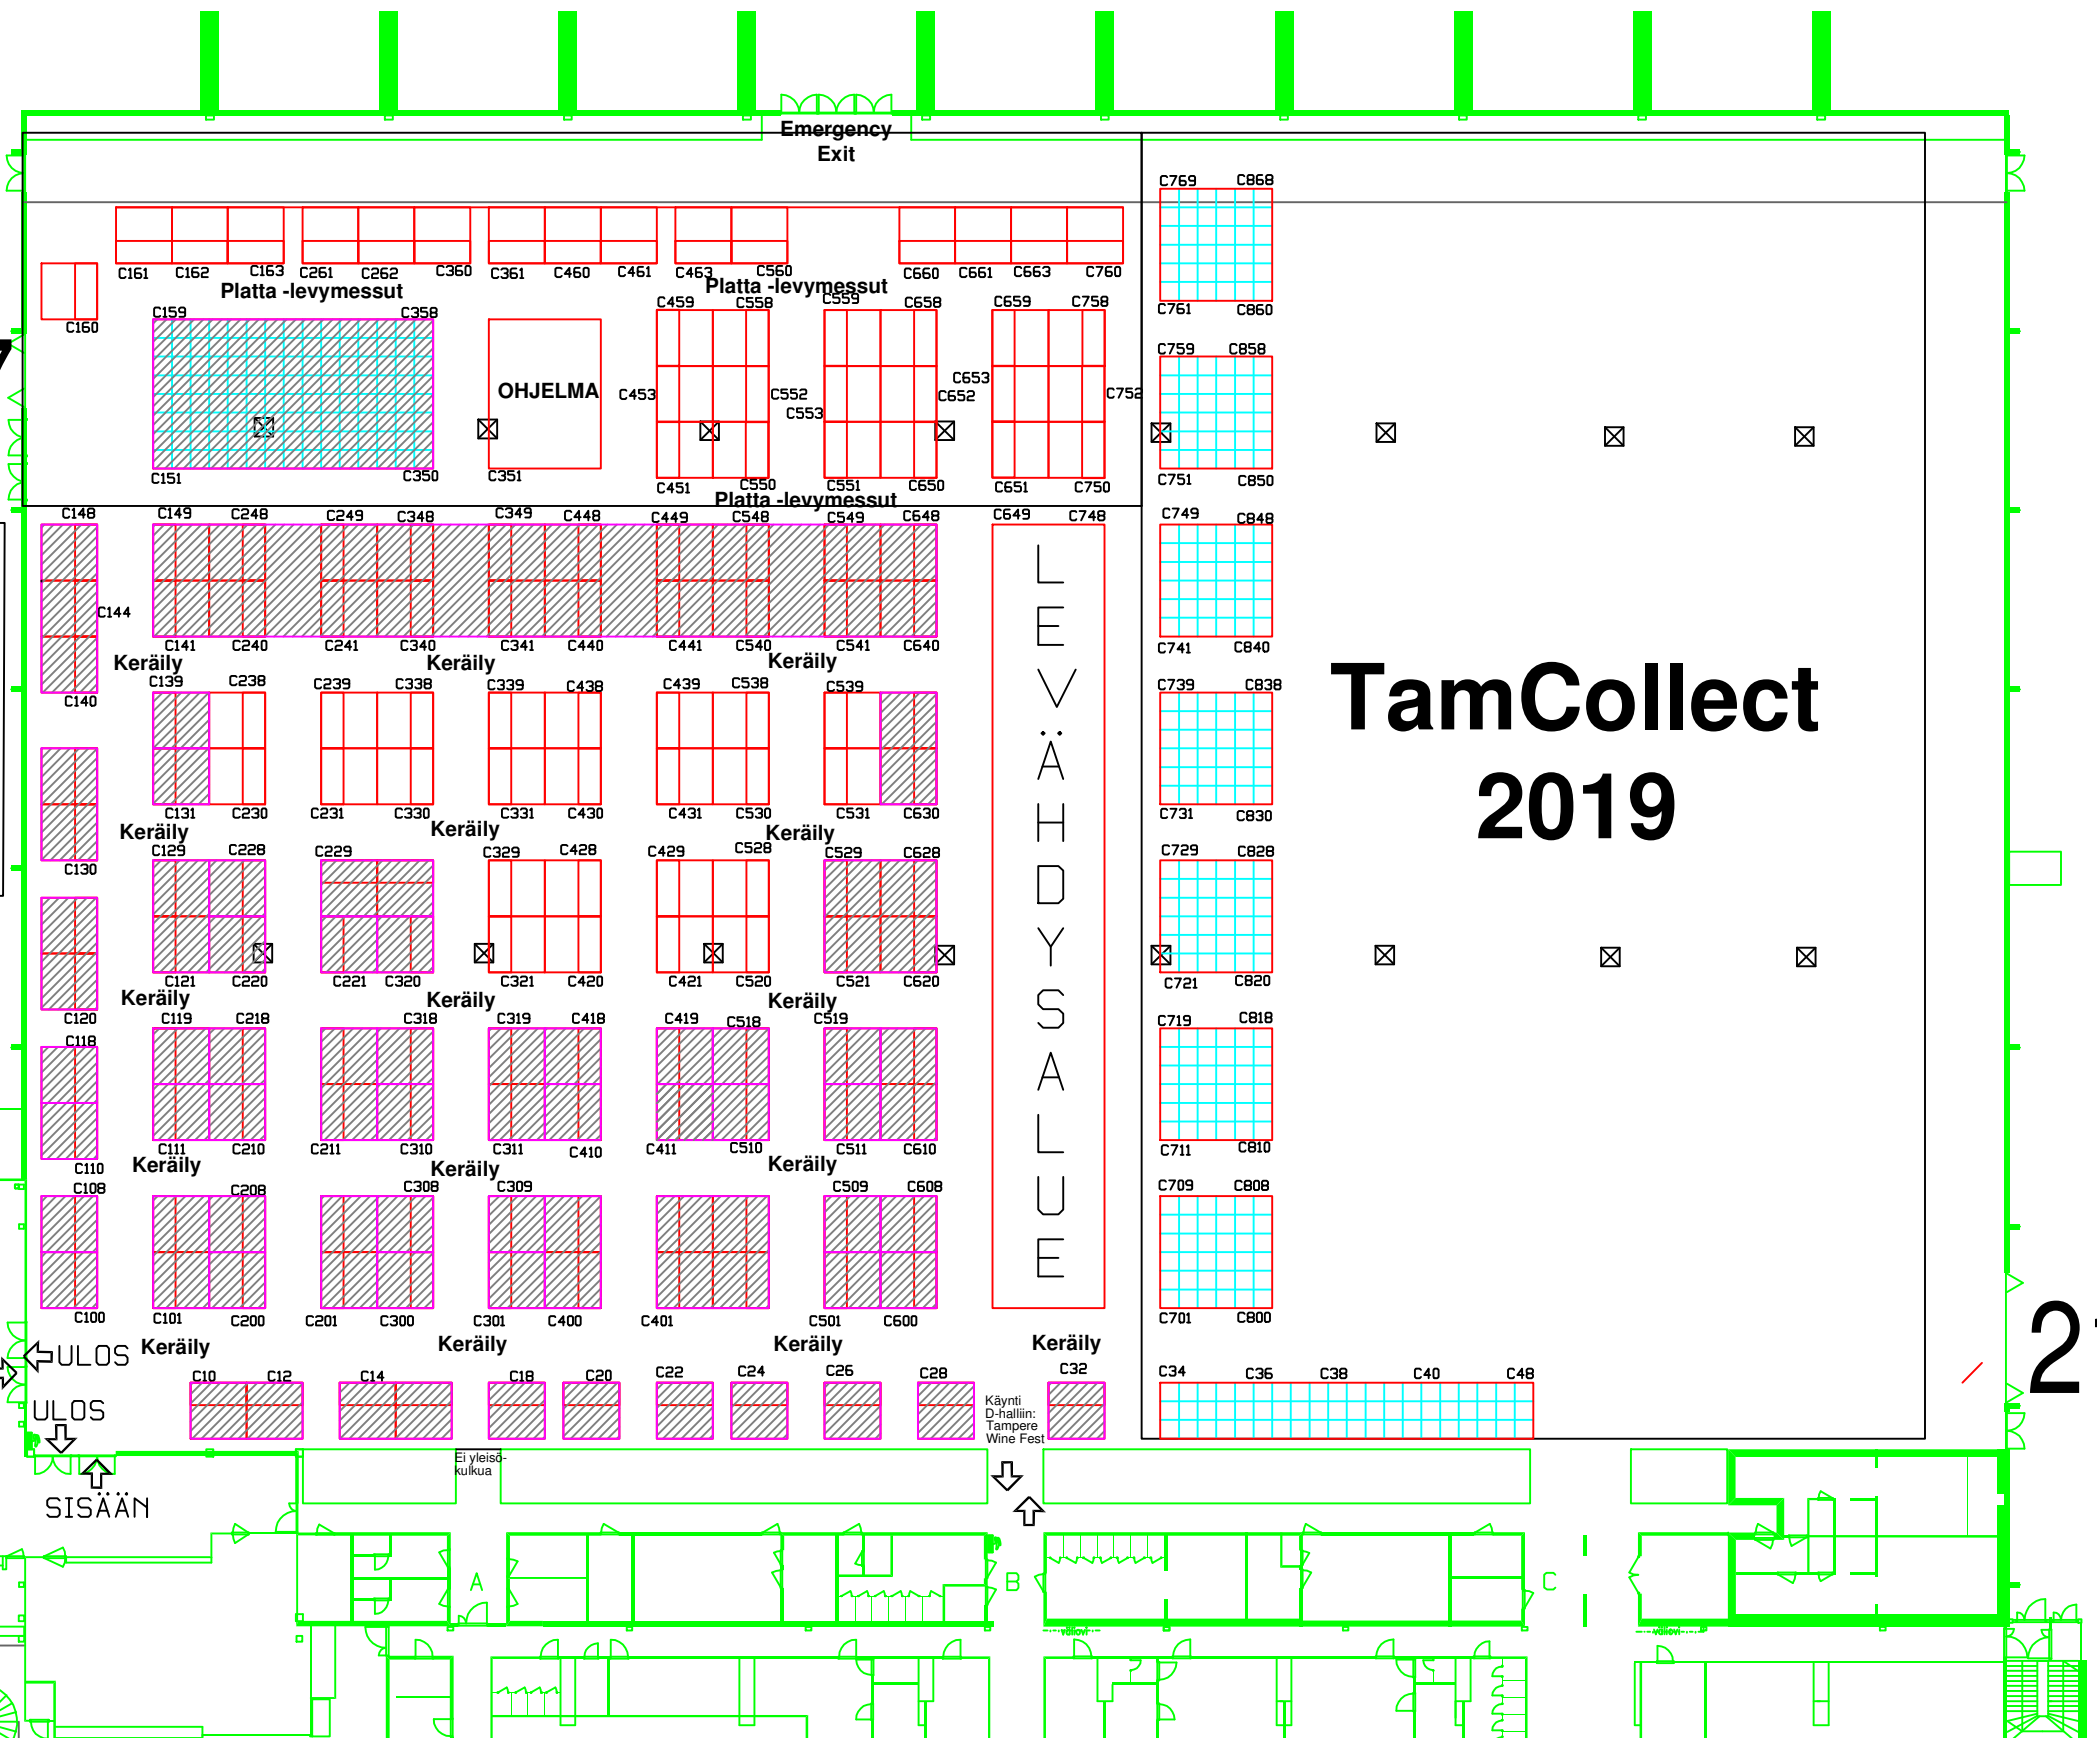 Emergency
Exit
C769 C868
C161 C162 C163 C261 C262 C360 C361 C460 C461 C463 C560 C660 C661 C663 C760
Platta -levymessut Platta -levymessut
C160
C159 C358 C459 C558 C559 C658 C659 C758
C761 C860
C759 C858
OHJELMA
C453 C552 C553 C652 C653 C752
C151 C350 C351 C451 C550 C551 C650 C651 C750
C751 C850
Platta -levymessut
C148 C149 C248 C249 C348 C349 C448 C449 C548 C549 C648 C649 C748
C749 C848
C144
C141 C240 C241 C340 C341 C440 C441 C540 C541 C640
C741 C840
Keräily Keräily Keräily
C140
C139 C238 C239 C338 C339 C438 C439 C538 C539
C739 C838
LEVÄHDYSALUE
TamCollect
2019
C131 C230 C231 C330 C331 C430 C431 C530 C531 C630
C731 C830
Keräily Keräily Keräily
C130
C129 C228 C229 C329 C428 C429 C528 C529 C628
C729 C828
C121 C220 C221 C320 C321 C420 C421 C520 C521 C620
C721 C820
Keräily Keräily Keräily
C120
C118
C119 C218 C318 C319 C418 C419 C518 C519
C719 C818
C111 C210 C211 C310 C311 C410 C411 C510 C511 C610
C711 C810
Keräily Keräily Keräily
C110
C108
C208 C308 C309 C509 C608
C709 C808
C100 C101 C200 C201 C300 C301 C400 C401 C501 C600
C701 C800
Keräily Keräily Keräily Keräily
ULOS
C10 C12 C14 C18 C20 C22 C24 C26 C28 C32
C34 C36 C38 C40 C48
2
ULOS
Käynti
D-halliin:
Tampere
Wine Fest
Ei yleisö-
kulkua
SISÄÄN
A B C